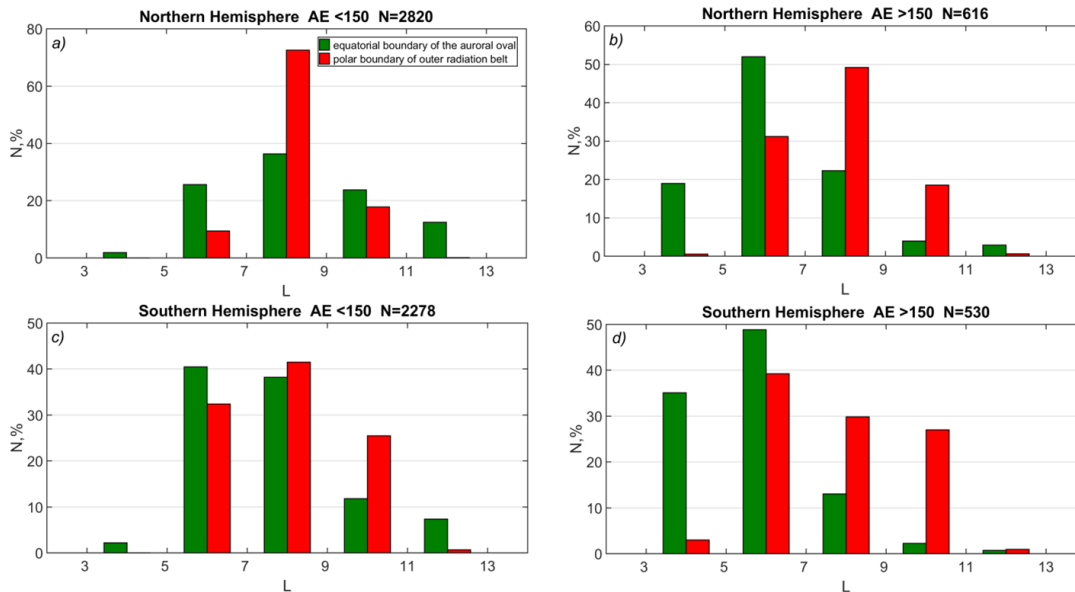 Northern Hemisphere AE <150 N=2820
a)
equatorial boundary of the auroral oval
polar boundary of outer radiation belt
80
60
40
20
0
N,%
3 5 7 9 11 13
L
Northern Hemisphere AE >150 N=616
b)
60
50
40
30
20
10
0
N,%
3 5 7 9 11 13
L
Southern Hemisphere AE <150 N=2278
c)
50
40
30
20
10
0
N,%
3 5 7 9 11 13
L
Southern Hemisphere AE >150 N=530
d)
50
40
30
20
10
0
N,%
3 5 7 9 11 13
L